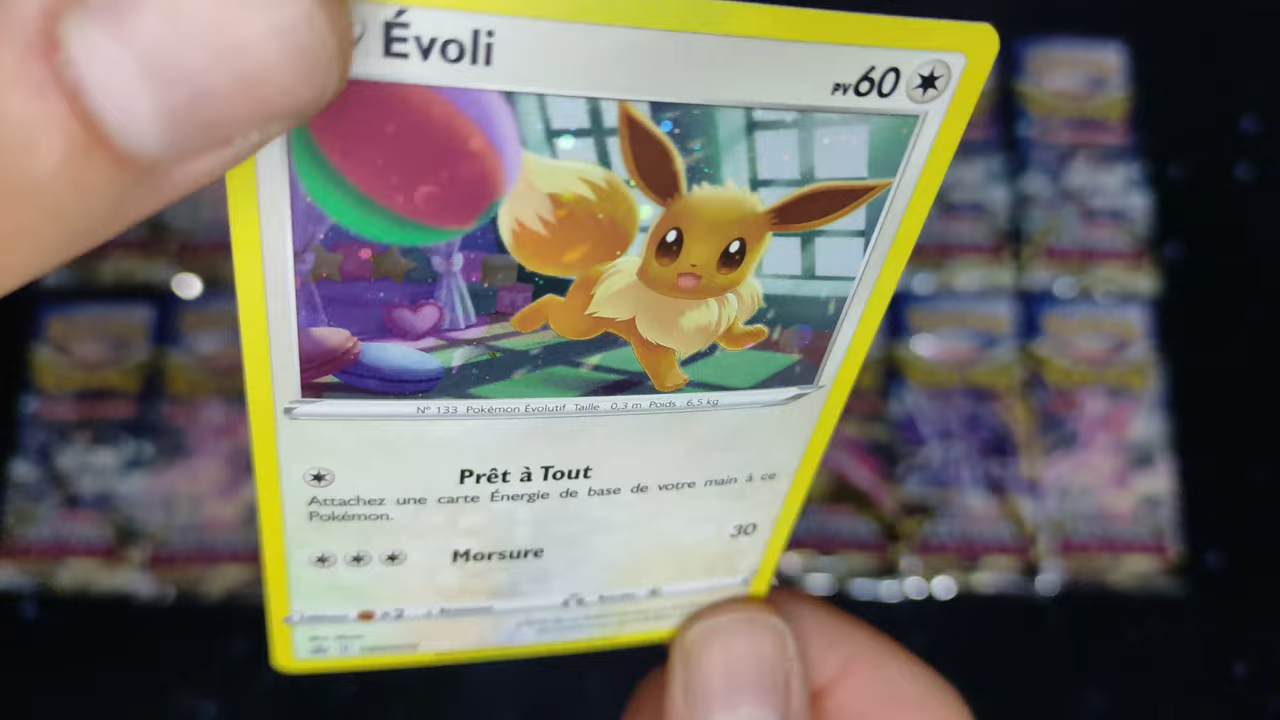 Évoli
PV60
Nº 133 Pokémon Évolutif Taille : 0,3 m Poids : 6,5 kg
Prêt à Tout
Attachez une carte Énergie de base de votre main à ce
Pokémon.
Morsure 30